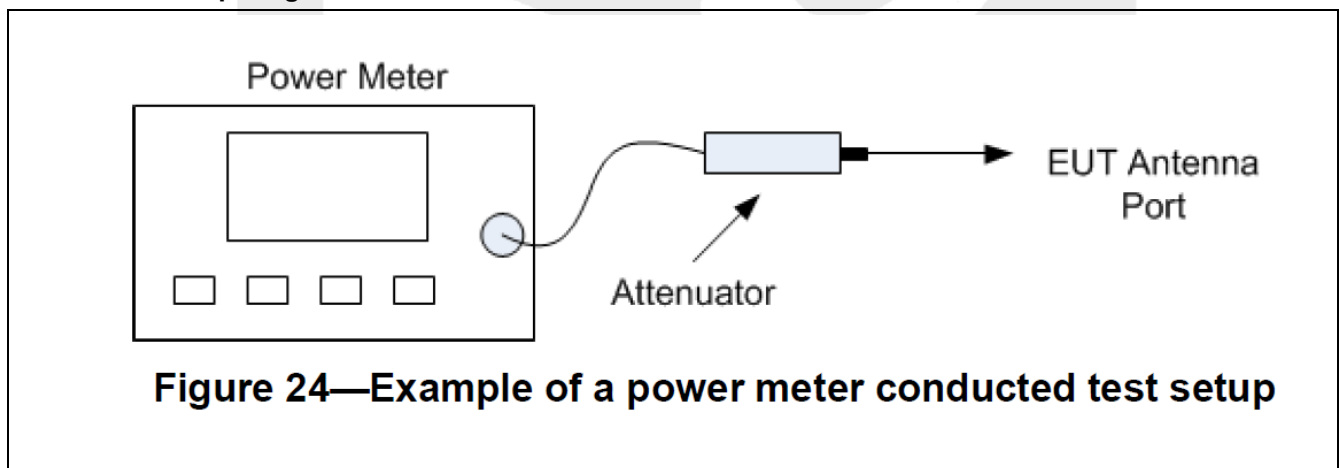 Power Meter
EUT Antenna
Port
Attenuator
Figure 24—Example of a power meter conducted test setup